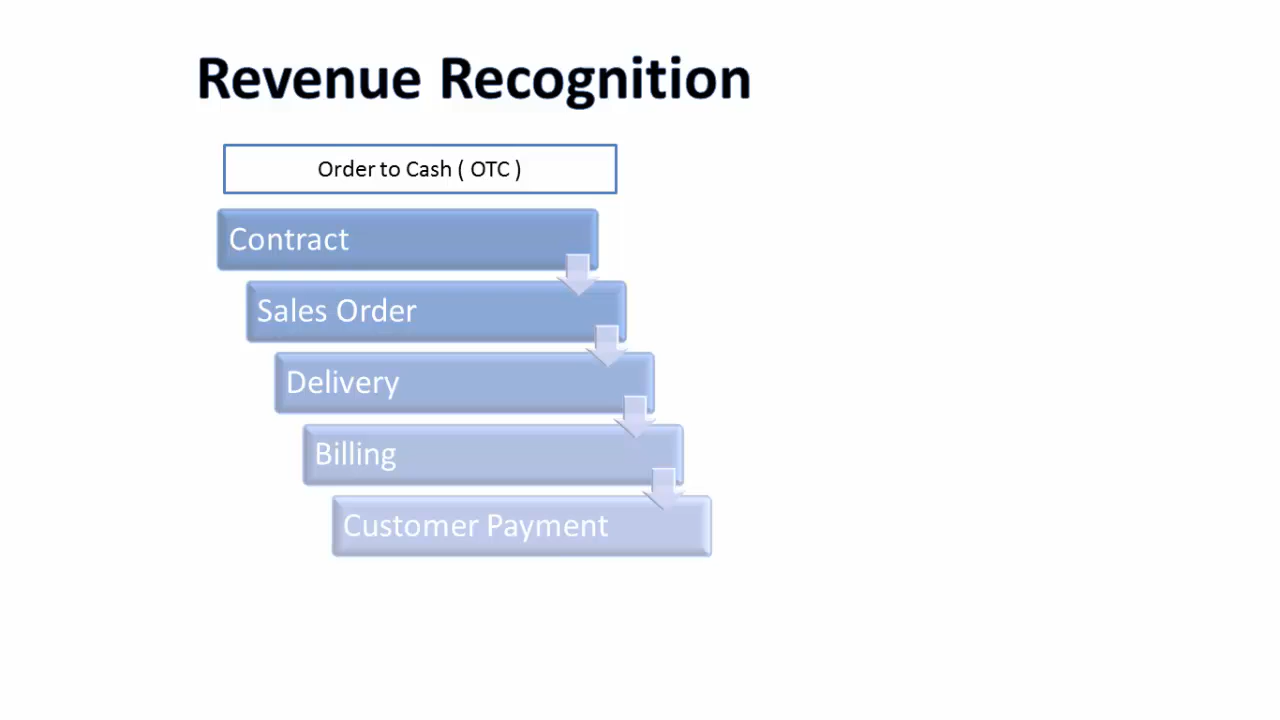 Revenue Recognition
Order to Cash ( OTC )
Contract
Sales Order
Delivery
Billing
Customer Payment